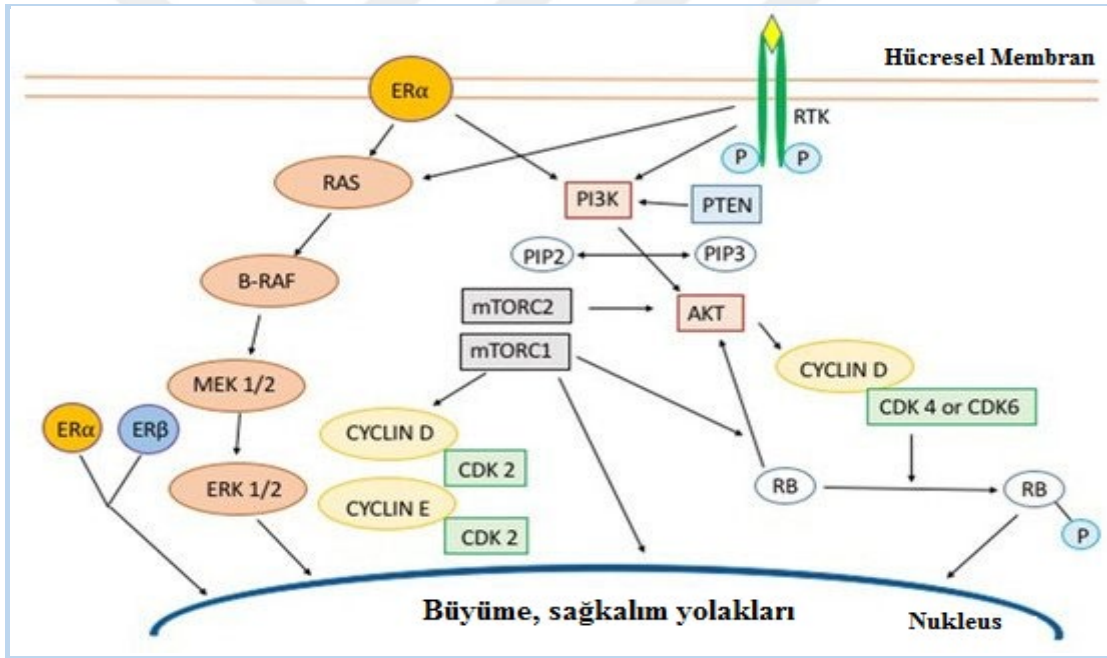 Hücresel Membran
ERα
RTK
P
P
RAS
PI3K
PTEN
PIP2
PIP3
B-RAF
mTORC2
AKT
mTORC1
CYCLIN D
MEK 1/2
CDK 4 or CDK6
ERα
ERβ
CYCLIN D
CDK 2
ERK 1/2
RB
RB
CYCLIN E
CDK 2
P
Büyüme, sağkalım yolakları
Nukleus